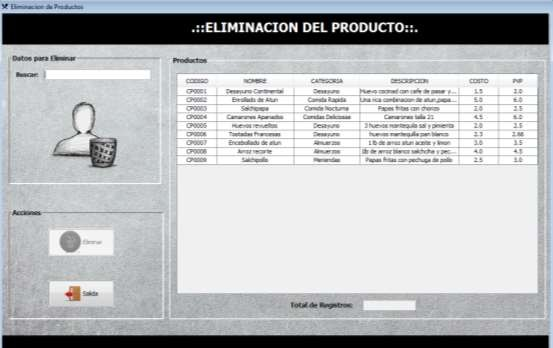 Eliminacion de Productos
.::ELIMINACION DEL PRODUCTO::.
Datos para Eliminar
Buscar:
Productos
CODIGO NOMBRE CATEGORIA DESCRIPCION COSTO PVP
CP0001 Desayuno Continental Desayuno Huevo cocinad con cafe de pasar y... 1.5 2.0
CP0002 Enrollado de Atun Comida Rapida Una rica combinacion de atun,papa... 5.0 6.0
CP0003 Salchipapa Comida Nocturna Papas fritas con chorizo 2.0 2.5
CP0004 Camarones Apanados Comidas Deliciosas Camarones talla 21 4.5 6.0
CP0005 Huevos revueltos Desayuno 3 huevos mantequila sal y pimienta 2.0 2.5
CP0006 Tostadas Francesas Desayuno huevos mantequilla pan blanco 2.3 2.88
CP0007 Encebollado de atun Almuerzos 1 lb de arroz atun aceite y limon 3.0 3.5
CP0008 Arroz recorte Almuerzos 1lb de arroz blanco salchciha y pec... 4.0 4.5
CP0009 Salchipollo Meriendas Papas fritas con pechuga de pollo 2.5 3.0
Acciones
Eliminar
Salida
Total de Registros: